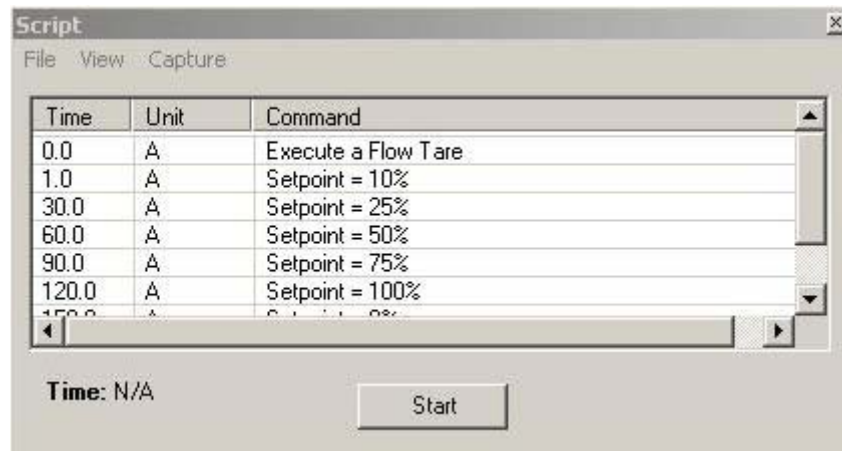 Script
File View Capture
Time Unit Command
0.0 A Execute a Flow Tare
1.0 A Setpoint = 10%
30.0 A Setpoint = 25%
60.0 A Setpoint = 50%
90.0 A Setpoint = 75%
120.0 A Setpoint = 100%
Time: N/A
Start